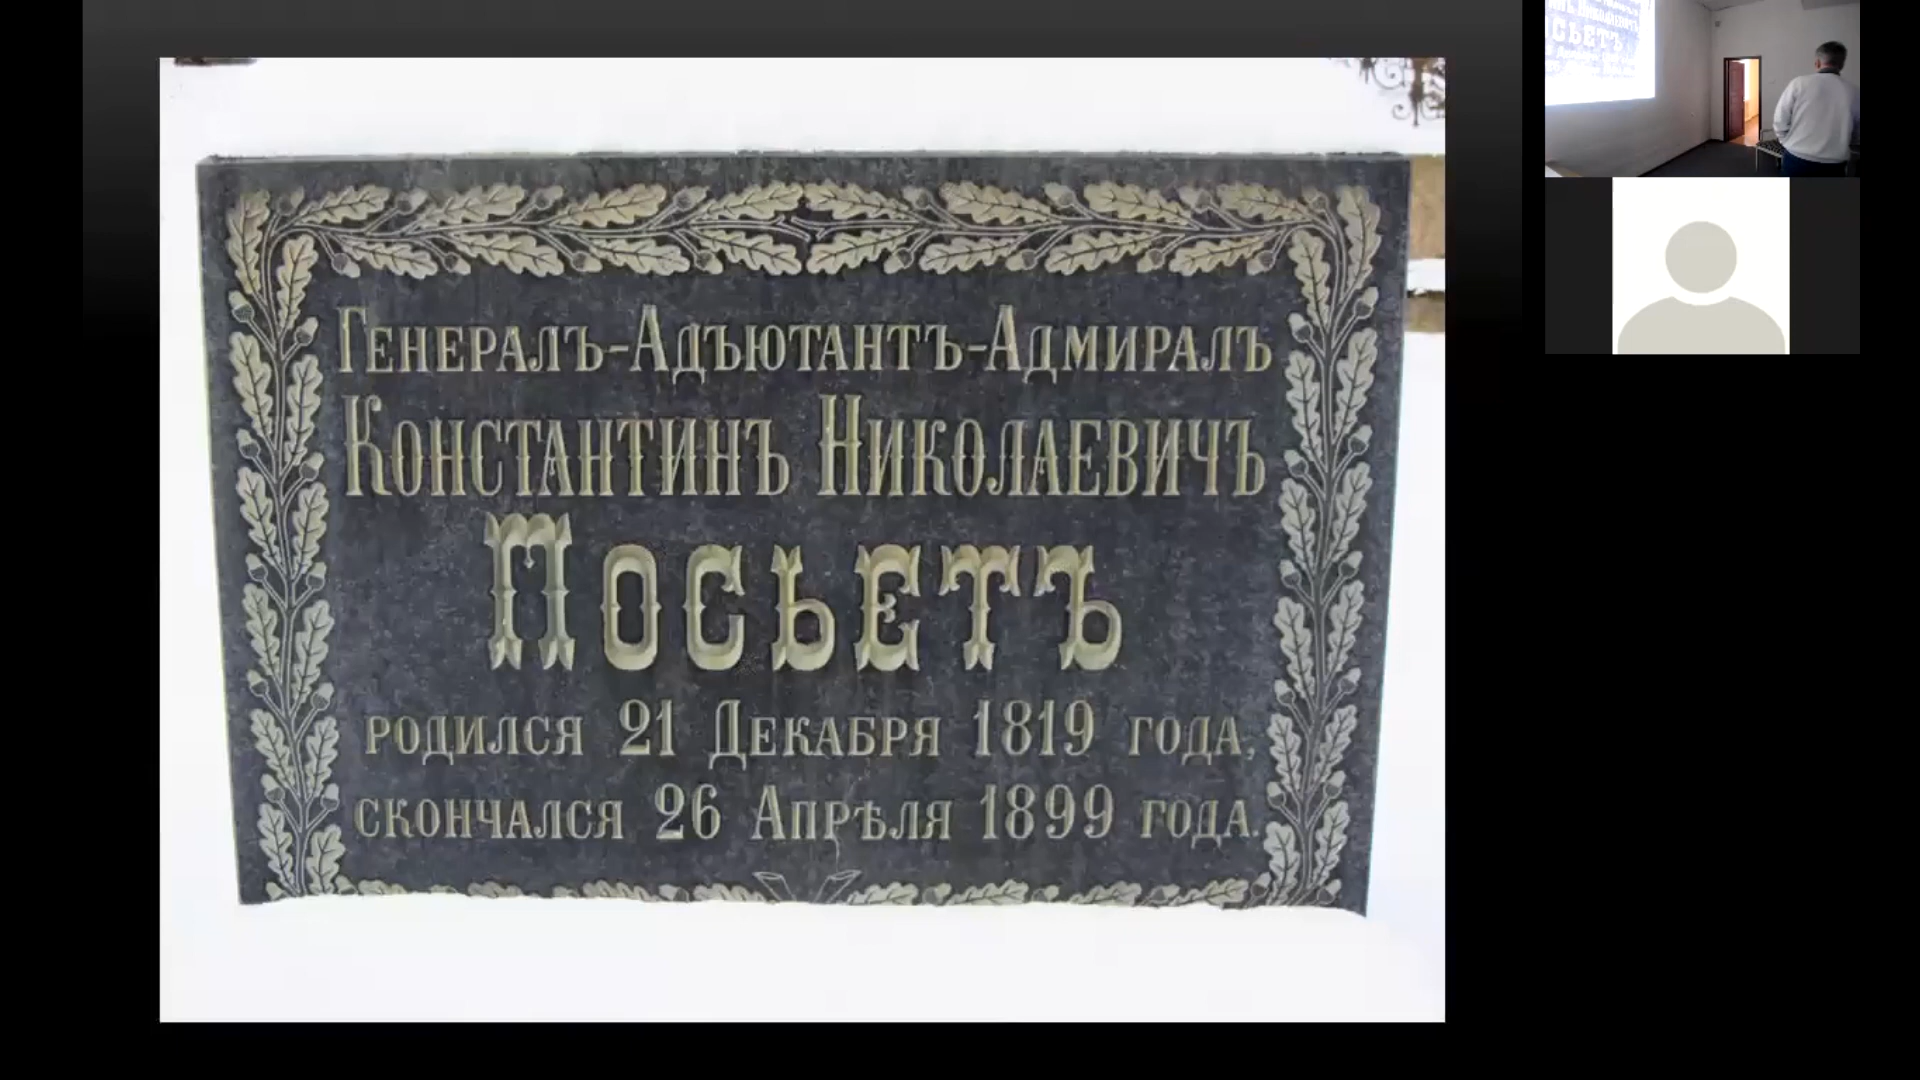 Генералъ-Адъютантъ-Адмиралъ
Константинъ Николаевичъ
Посьетъ
родился 21 Декабря 1819 года,
скончался 26 Апрѣля 1899 года.